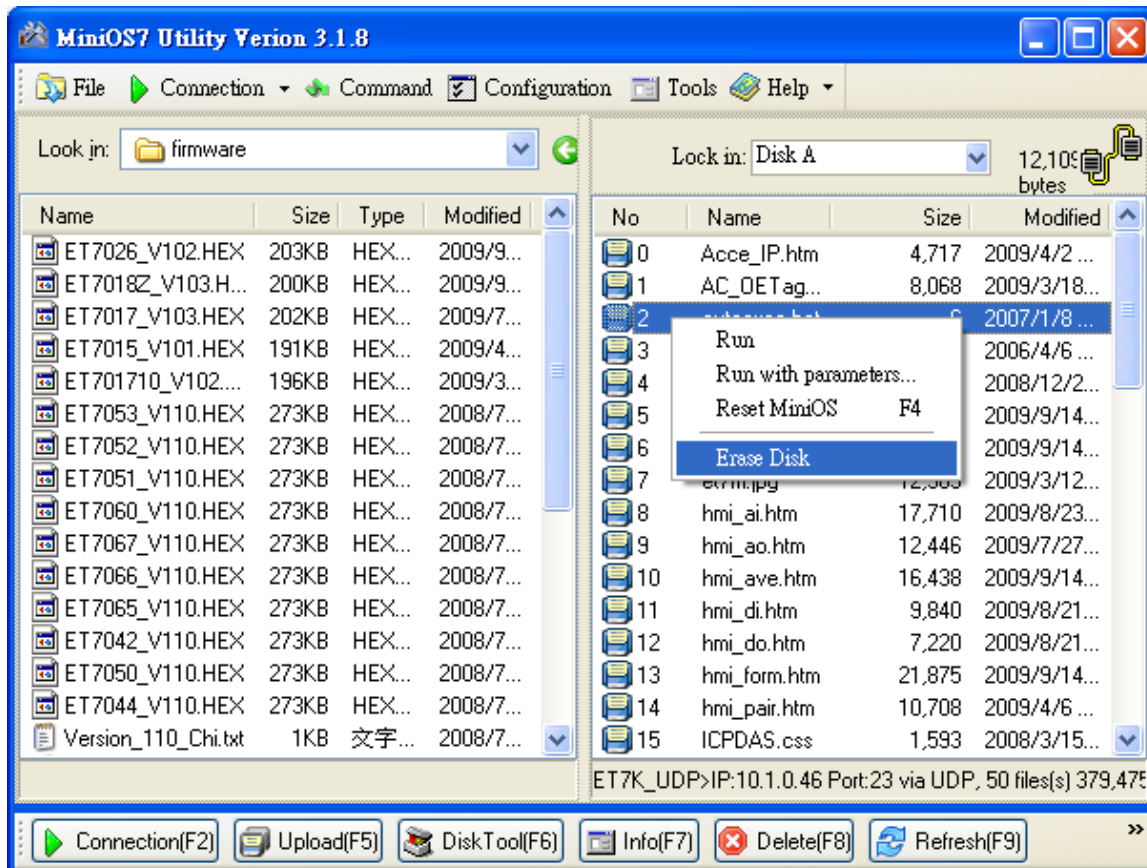 MiniOS7 Utility Verion 3.1.8
File Connection Command Configuration Tools Help
Look in: firmware
Lock in: Disk A
12,109
bytes
Name Size Type Modified
ET7026_V102.HEX 203KB HEX... 2009/9...
ET7018Z_V103.H... 200KB HEX... 2009/9...
ET7017_V103.HEX 202KB HEX... 2009/7...
ET7015_V101.HEX 191KB HEX... 2009/4...
ET701710_V102.... 196KB HEX... 2009/3...
ET7053_V110.HEX 273KB HEX... 2008/7...
ET7052_V110.HEX 273KB HEX... 2008/7...
ET7051_V110.HEX 273KB HEX... 2008/7...
ET7060_V110.HEX 273KB HEX... 2008/7...
ET7067_V110.HEX 273KB HEX... 2008/7...
ET7066_V110.HEX 273KB HEX... 2008/7...
ET7065_V110.HEX 273KB HEX... 2008/7...
ET7042_V110.HEX 273KB HEX... 2008/7...
ET7050_V110.HEX 273KB HEX... 2008/7...
ET7044_V110.HEX 273KB HEX... 2008/7...
Version_110_Chi.txt 1KB 文字... 2008/7...
No Name Size Modified
0 Acce_IP.htm 4,717 2009/4/2 ...
1 AC_OETag... 8,068 2009/3/18...
2 2007/1/8 ...
3 2006/4/6 ...
4 2008/12/2...
5 2009/9/14...
6 2009/9/14...
7 et7m.jpg 2009/3/12...
8 hmi_ai.htm 17,710 2009/8/23...
9 hmi_ao.htm 12,446 2009/7/27...
10 hmi_ave.htm 16,438 2009/9/14...
11 hmi_di.htm 9,840 2009/8/21...
12 hmi_do.htm 7,220 2009/8/21...
13 hmi_form.htm 21,875 2009/9/14...
14 hmi_pair.htm 10,708 2009/4/6 ...
15 ICPDAS.css 1,593 2008/3/15...
Run
Run with parameters...
Reset MiniOS F4
Erase Disk
ET7K_UDP>IP:10.1.0.46 Port:23 via UDP, 50 files(s) 379,475
Connection(F2) Upload(F5) DiskTool(F6) Info(F7) Delete(F8) Refresh(F9) »